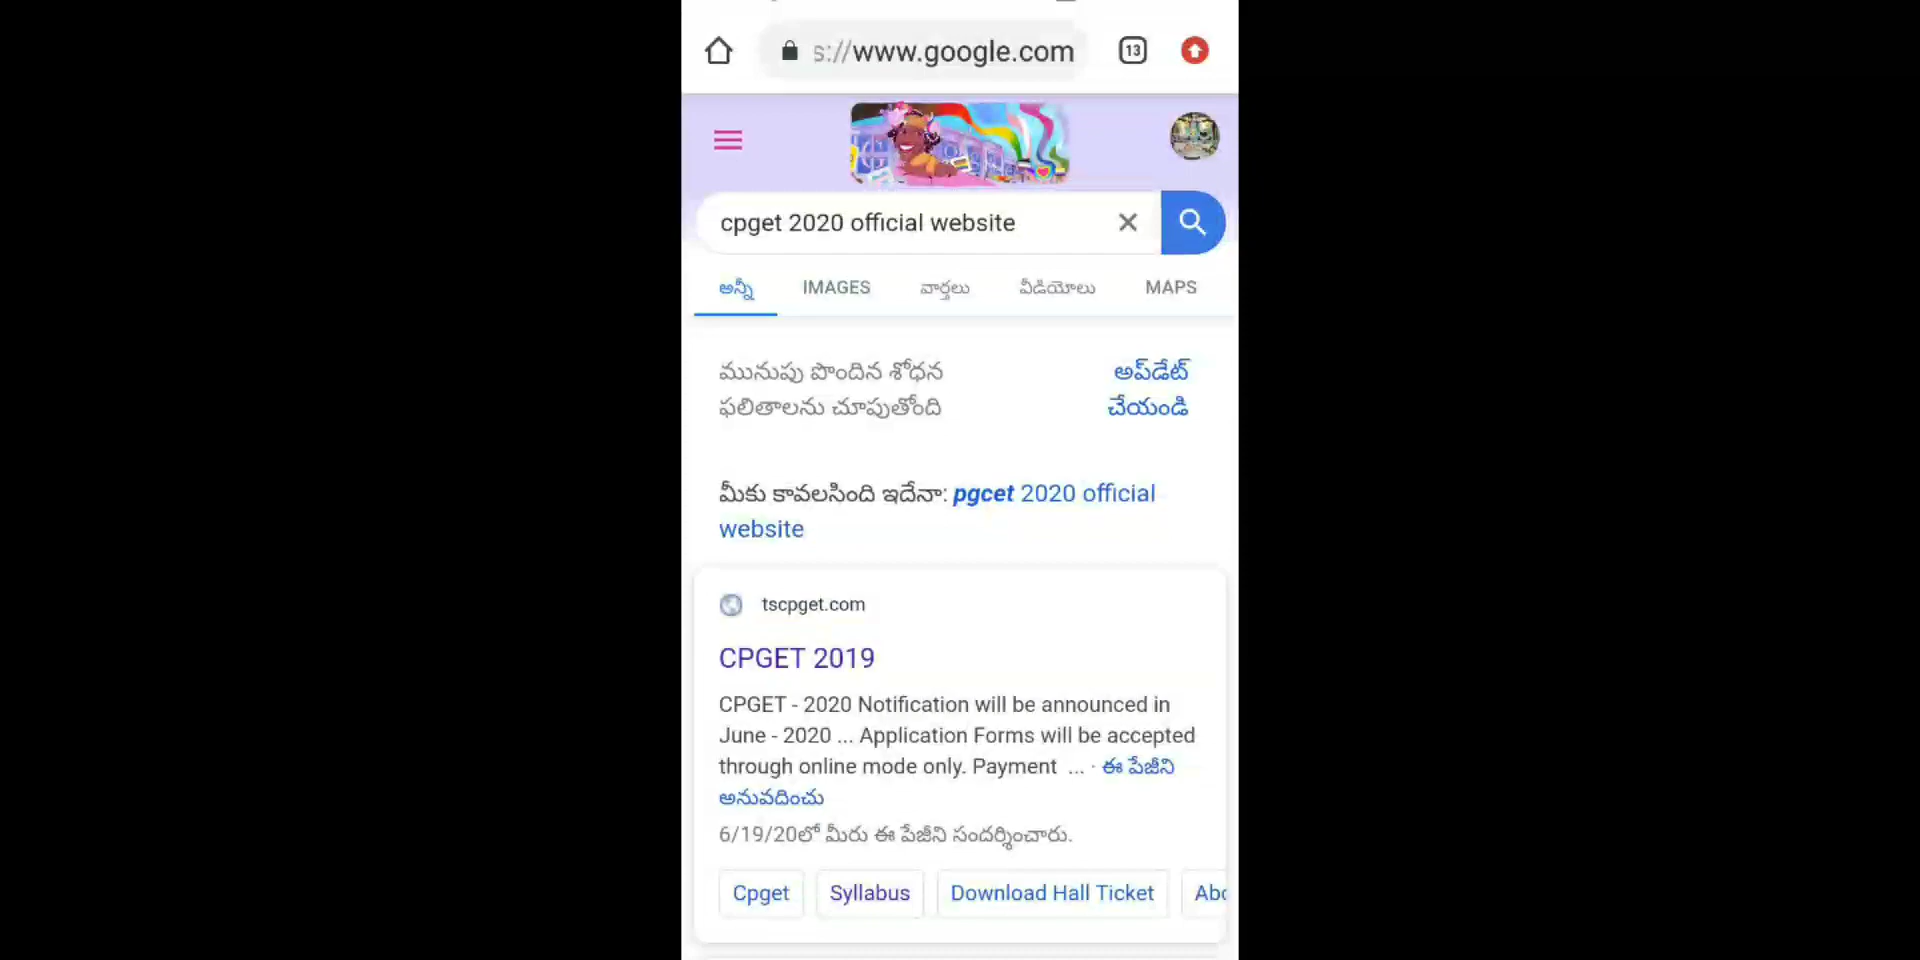 s://www.google.com
13
cpget 2020 official website
అన్నీ IMAGES వార్తలు వీడియోలు MAPS
మునుపు పొందిన శోధన అప్‌డేట్
ఫలితాలను చూపుతోంది చేయండి
మీకు కావలసింది ఇదేనా: pgcet 2020 official
website
tscpget.com
CPGET 2019
CPGET - 2020 Notification will be announced in
June - 2020 ... Application Forms will be accepted
through online mode only. Payment ... · ఈ పేజీని
అనువదించు
6/19/20లో మీరు ఈ పేజీని సందర్శించారు.
Cpget Syllabus Download Hall Ticket